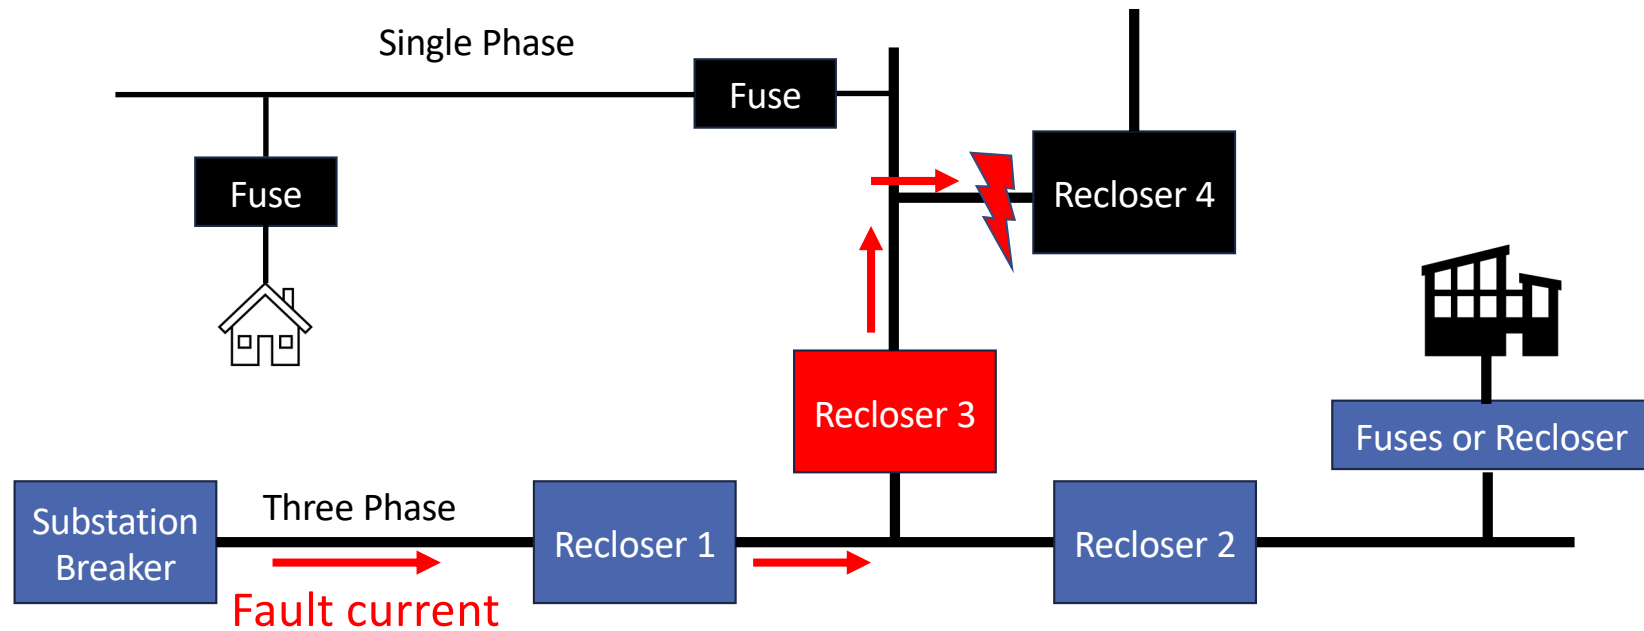 Single Phase
Fuse
Fuse
Recloser 4
Recloser 3
Fuses or Recloser
Substation
Breaker
Three Phase
Recloser 1
Recloser 2
Fault current